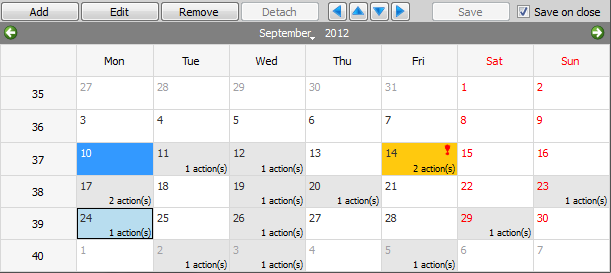 Add Edit Remove Detach Save Save on close
September 2012
Mon Tue Wed Thu Fri Sat Sun
35 27 28 29 30 31 1 2
36 3 4 5 6 7 8 9
37 10 11 12 13 14 15 16
1 action(s) 1 action(s) 2 action(s)
38 17 18 19 20 21 22 23
2 action(s) 1 action(s) 1 action(s) 1 action(s)
39 24 25 26 27 28 29 30
1 action(s) 1 action(s) 1 action(s)
40 1 2 3 4 5 6 7
1 action(s) 1 action(s) 1 action(s)